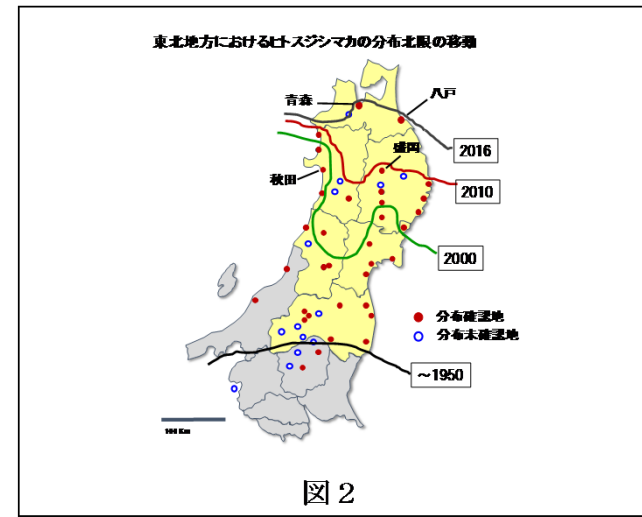 東北地方におけるヒトスジシマカの分布北限の移動
青森
八戸
盛岡
2016
秋田
2010
2000
分布確認地
分布未確認地
～1950
100 Km
図２